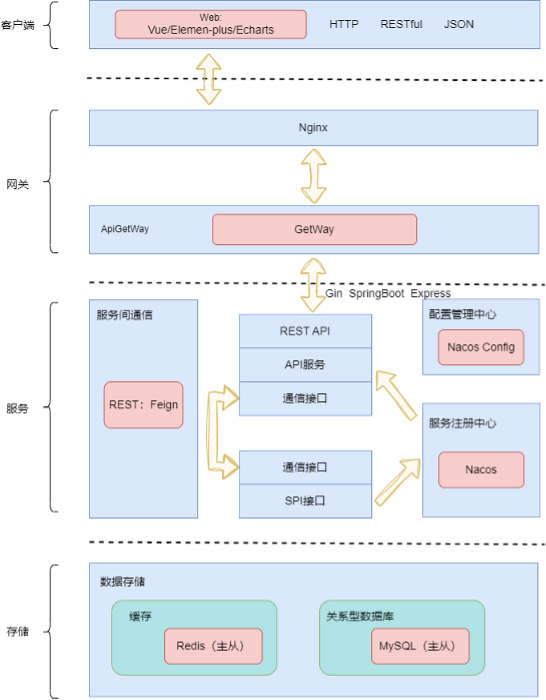 客户端
Web:
Vue/Elemen-plus/Echarts
HTTP RESTful JSON
网关
Nginx
ApiGetWay
GetWay
Gin SpringBoot Express
服务
服务间通信
REST：Feign
REST API
API服务
通信接口
通信接口
SPI接口
配置管理中心
Nacos Config
服务注册中心
Nacos
存储
数据存储
缓存
Redis（主从）
关系型数据库
MySQL（主从）